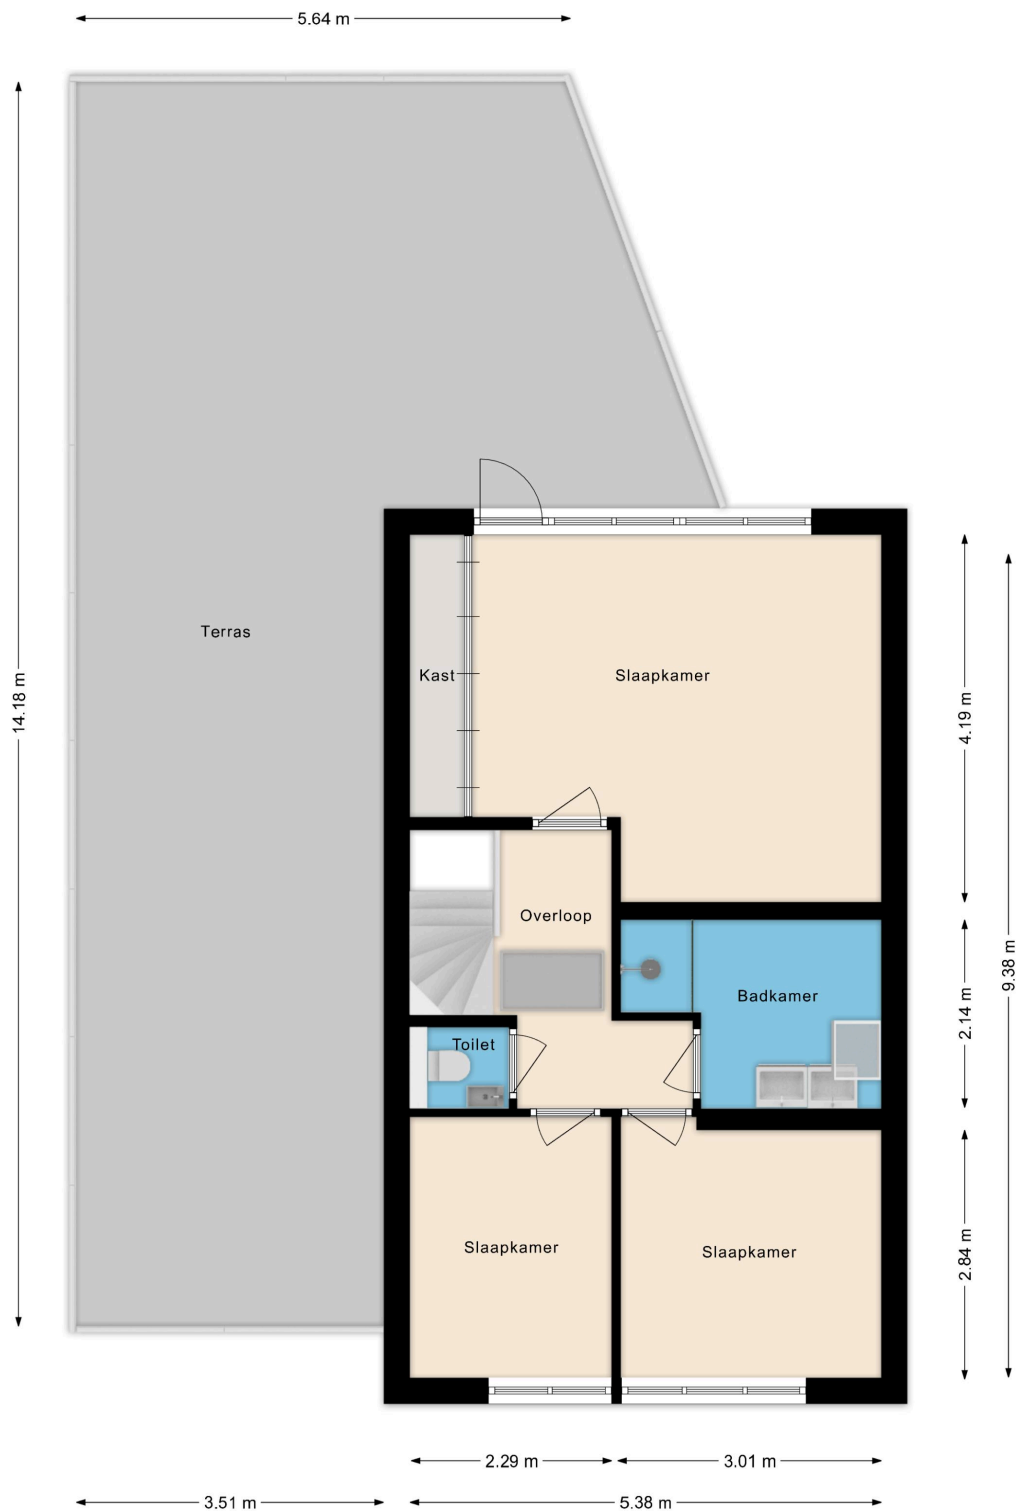 5.64 m
Terras
14.18 m
Kast
Slaapkamer
4.19 m
Overloop
Badkamer
2.14 m
9.38 m
Toilet
Slaapkamer
Slaapkamer
2.84 m
2.29 m
3.01 m
3.51 m
5.38 m